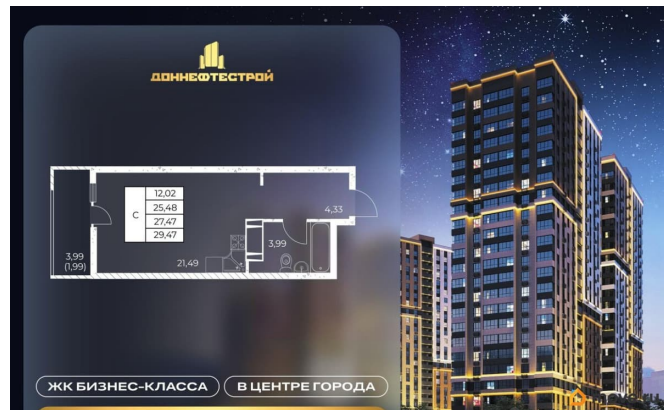 ДОННЕФТЕСТРОЙ
С
12,02
25,48
27,47
29,47
4,33
3,99
(1,99)
21,49
3,99
ЖК БИЗНЕС-КЛАССА
В ЦЕНТРЕ ГОРОДА